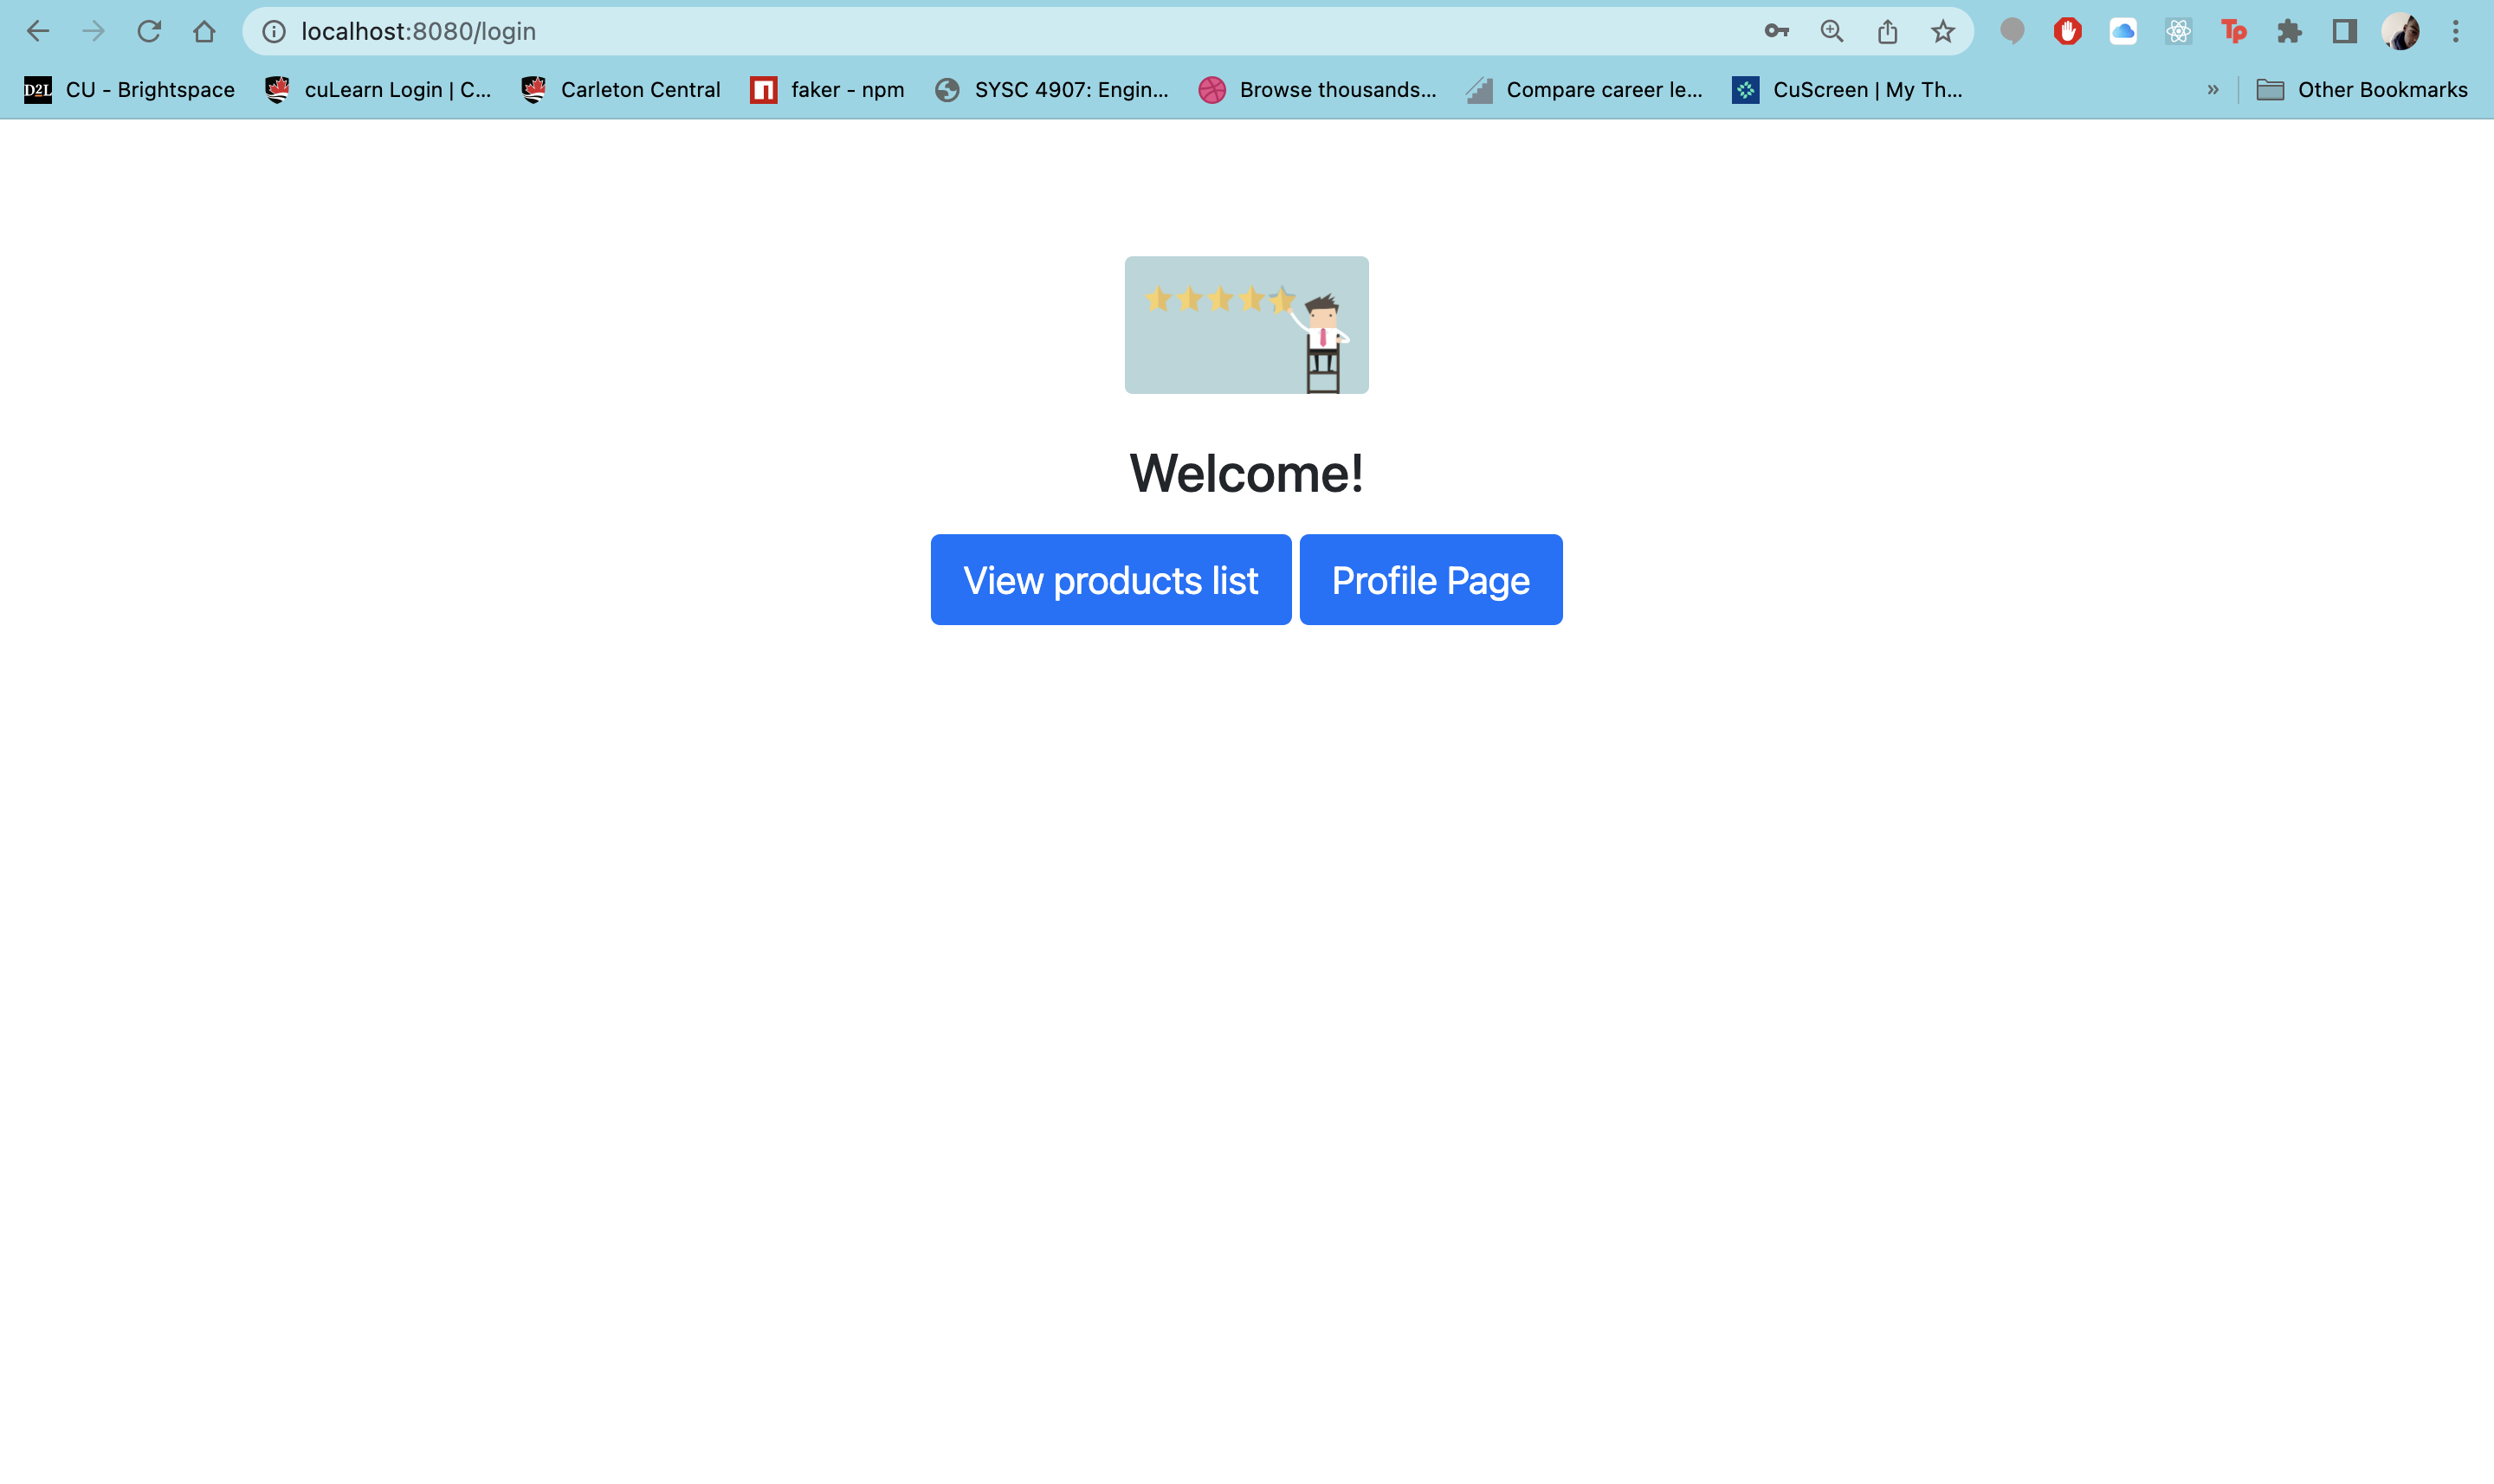 localhost:8080/login
D2L CU - Brightspace cuLearn Login | C... Carleton Central n faker - npm SYSC 4907: Engin... Browse thousands... Compare career le... CuScreen | My Th... » Other Bookmarks
Tp
Welcome!
View products list Profile Page